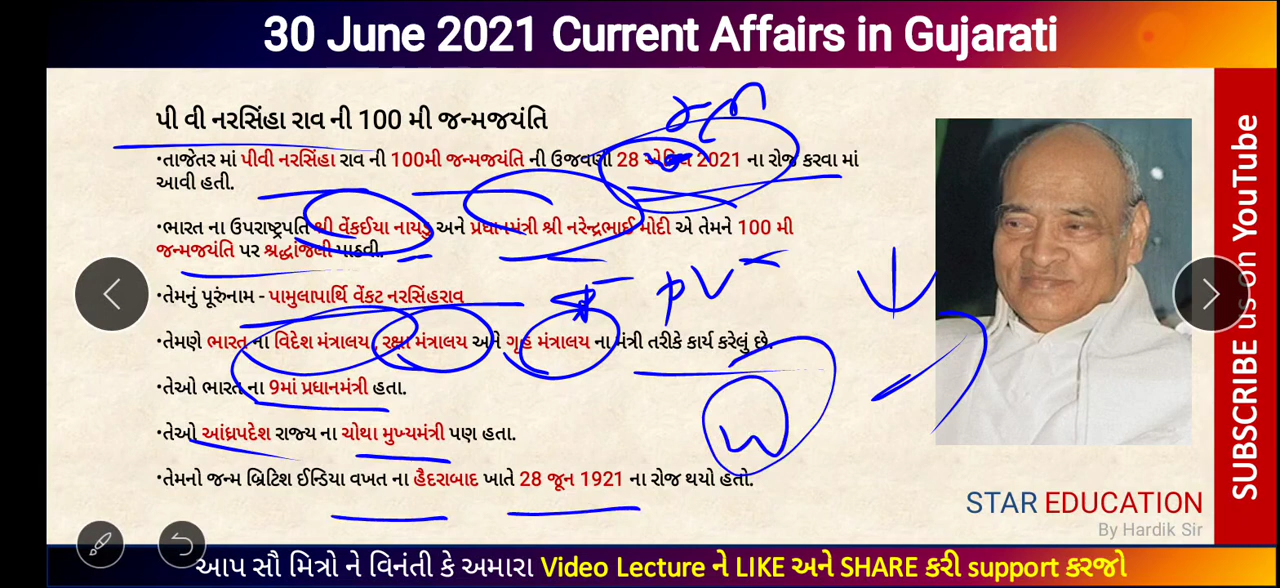 30 June 2021 Current Affairs in Gujarati
પી વી નરસિંહા રાવ ની 100 મી જન્મજયંતિ
•તાજેતર માં પીવી નરસિંહા રાવ ની 100મી જન્મજયંતિ ની ઉજવણી 28 2021 ના રોજ કરવા માં
આવી હતી.
•ભારત ના ઉપરાષ્ટ્રપતિ શ્રી વેંકઈયા નાયડુ અને પ્રધાનમંત્રી શ્રી નરેન્દ્રભાઈ મોદી એ તેમને 100 મી
જન્મજયંતિ પર શ્રદ્ધાંજલી પાઠવી.
•તેમનું પૂરુંનામ - પામુલાપાર્થિ વેંકટ નરસિંહરાવ
PV
•તેમણે ભારત ના વિદેશ મંત્રાલય , રક્ષા મંત્રાલય અને ગૃહ મંત્રાલય ના મંત્રી તરીકે કાર્ય કરેલું છે.
•તેઓ ભારત ના 9માં પ્રધાનમંત્રી હતા.
•તેઓ આંધ્રપદેશ રાજ્ય ના ચોથા મુખ્યમંત્રી પણ હતા.
•તેમનો જન્મ બ્રિટિશ ઈન્ડિયા વખત ના હૈદરાબાદ ખાતે 28 જૂન 1921 ના રોજ થયો હતો.
STAR EDUCATION
By Hardik Sir
SUBSCRIBE us on YouTube
આપ સૌ મિત્રો ને વિનંતી કે અમારા Video Lecture ને LIKE અને SHARE કરી support કરજો